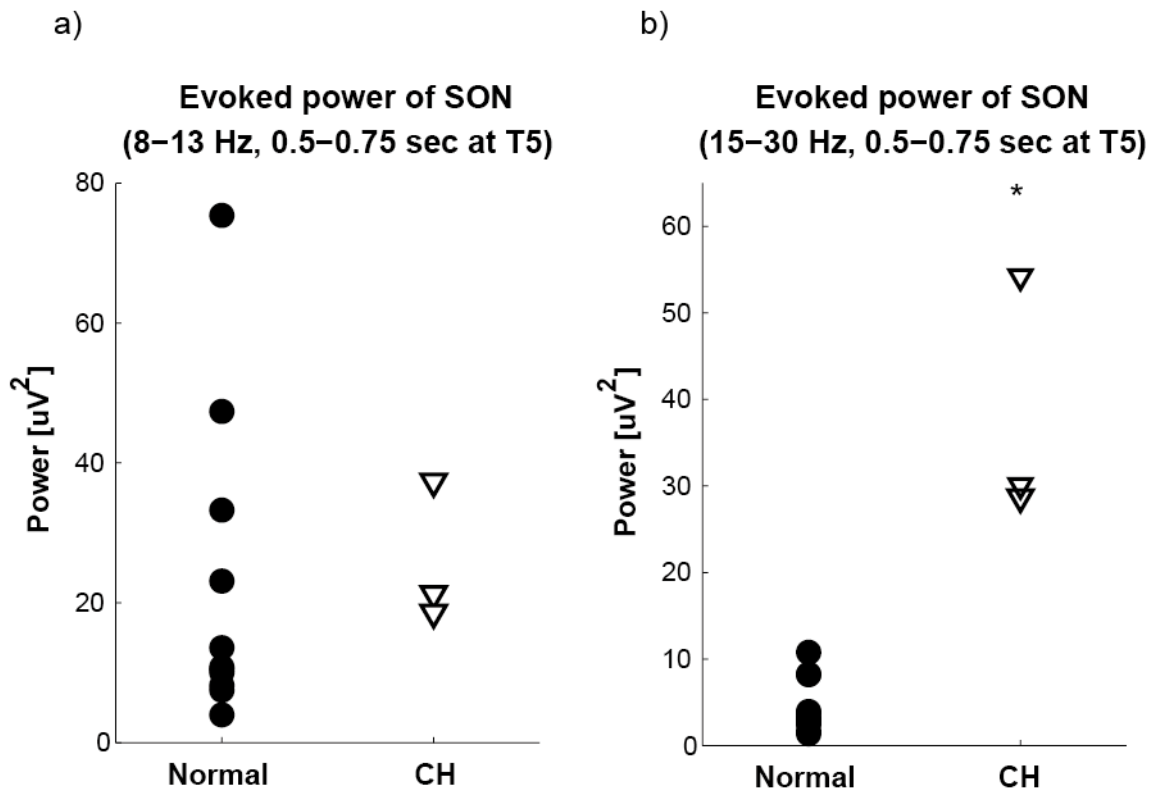 a)
Evoked power of SON
(8−13 Hz, 0.5−0.75 sec at T5)
80
60
40
20
0
Power [uV²]
Normal
CH
b)
Evoked power of SON
(15−30 Hz, 0.5−0.75 sec at T5)
*
60
50
40
30
20
10
0
Power [uV²]
Normal
CH